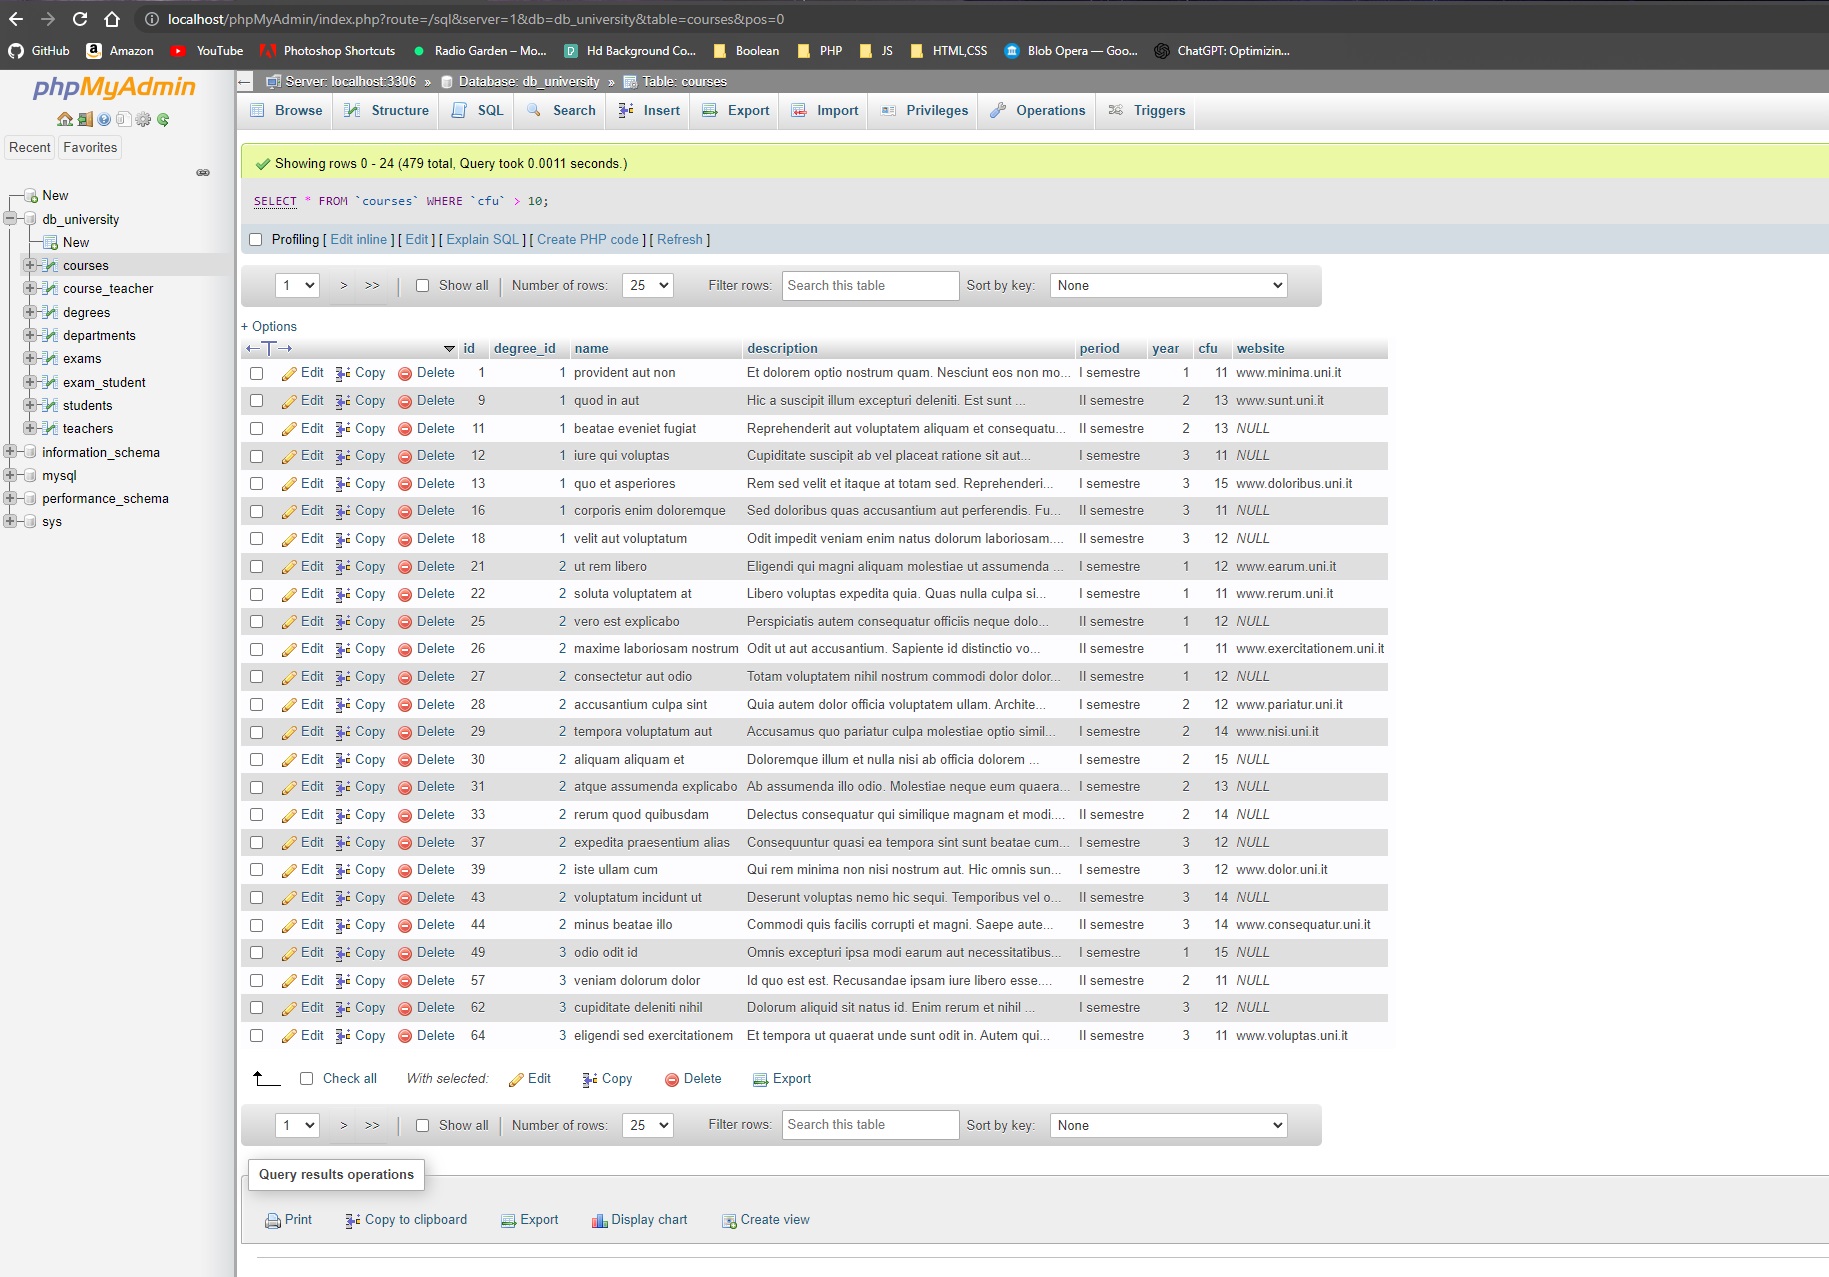 localhost/phpMyAdmin/index.php?route=/sql&server=1&db=db_university&table=courses&pos=0
GitHub Amazon YouTube Photoshop Shortcuts Radio Garden – Mo... Hd Background Co... Boolean PHP JS HTML,CSS Blob Opera — Goo... ChatGPT: Optimizin...
phpMyAdmin
Recent Favorites
New
db_university
New
courses
course_teacher
degrees
departments
exams
exam_student
students
teachers
information_schema
mysql
performance_schema
sys
Server: localhost:3306 » Database: db_university » Table: courses
Browse Structure SQL Search Insert Export Import Privileges Operations Triggers
Showing rows 0 - 24 (479 total, Query took 0.0011 seconds.)
SELECT * FROM `courses` WHERE `cfu` > 10;
Profiling [ Edit inline ] [ Edit ] [ Explain SQL ] [ Create PHP code ] [ Refresh ]
1 > >> | Show all | Number of rows: 25 Filter rows: Search this table Sort by key: None
+ Options
←T→ id degree_id name description period year cfu website
Edit Copy Delete 1 1 provident aut non Et dolorem optio nostrum quam. Nesciunt eos non mo... I semestre 1 11 www.minima.uni.it
Edit Copy Delete 9 1 quod in aut Hic a suscipit illum excepturi deleniti. Est sunt ... II semestre 2 13 www.sunt.uni.it
Edit Copy Delete 11 1 beatae eveniet fugiat Reprehenderit aut voluptatem aliquam et consequatu... II semestre 2 13 NULL
Edit Copy Delete 12 1 iure qui voluptas Cupiditate suscipit ab vel placeat ratione sit aut... I semestre 3 11 NULL
Edit Copy Delete 13 1 quo et asperiores Rem sed velit et itaque at totam sed. Reprehenderi... I semestre 3 15 www.doloribus.uni.it
Edit Copy Delete 16 1 corporis enim doloremque Sed doloribus quas accusantium aut perferendis. Fu... II semestre 3 11 NULL
Edit Copy Delete 18 1 velit aut voluptatum Odit impedit veniam enim natus dolorum laboriosam.... II semestre 3 12 NULL
Edit Copy Delete 21 2 ut rem libero Eligendi qui magni aliquam molestiae ut assumenda ... I semestre 1 12 www.earum.uni.it
Edit Copy Delete 22 2 soluta voluptatem at Libero voluptas expedita quia. Quas nulla culpa si... I semestre 1 11 www.rerum.uni.it
Edit Copy Delete 25 2 vero est explicabo Perspiciatis autem consequatur officiis neque dolo... II semestre 1 12 NULL
Edit Copy Delete 26 2 maxime laboriosam nostrum Odit ut aut accusantium. Sapiente id distinctio vo... II semestre 1 11 www.exercitationem.uni.it
Edit Copy Delete 27 2 consectetur aut odio Totam voluptatem nihil nostrum commodi dolor dolor... II semestre 1 12 NULL
Edit Copy Delete 28 2 accusantium culpa sint Quia autem dolor officia voluptatem ullam. Archite... I semestre 2 12 www.pariatur.uni.it
Edit Copy Delete 29 2 tempora voluptatum aut Accusamus quo pariatur culpa molestiae optio simil... I semestre 2 14 www.nisi.uni.it
Edit Copy Delete 30 2 aliquam aliquam et Doloremque illum et nulla nisi ab officia dolorem ... I semestre 2 15 NULL
Edit Copy Delete 31 2 atque assumenda explicabo Ab assumenda illo odio. Molestiae neque eum quaera... I semestre 2 13 NULL
Edit Copy Delete 33 2 rerum quod quibusdam Delectus consequatur qui similique magnam et modi.... II semestre 2 14 NULL
Edit Copy Delete 37 2 expedita praesentium alias Consequuntur quasi ea tempora sint sunt beatae cum... I semestre 3 12 NULL
Edit Copy Delete 39 2 iste ullam cum Qui rem minima non nisi nostrum aut. Hic omnis sun... I semestre 3 12 www.dolor.uni.it
Edit Copy Delete 43 2 voluptatum incidunt ut Deserunt voluptas nemo hic sequi. Temporibus vel o... II semestre 3 14 NULL
Edit Copy Delete 44 2 minus beatae illo Commodi quis facilis corrupti et magni. Saepe aute... II semestre 3 14 www.consequatur.uni.it
Edit Copy Delete 49 3 odio odit id Omnis excepturi ipsa modi earum aut necessitatibus... I semestre 1 15 NULL
Edit Copy Delete 57 3 veniam dolorum dolor Id quo est est. Recusandae ipsam iure libero esse.... II semestre 2 11 NULL
Edit Copy Delete 62 3 cupiditate deleniti nihil Dolorum aliquid sit natus id. Enim rerum et nihil ... I semestre 3 12 NULL
Edit Copy Delete 64 3 eligendi sed exercitationem Et tempora ut quaerat unde sunt odit in. Autem qui... II semestre 3 11 www.voluptas.uni.it
Check all With selected: Edit Copy Delete Export
1 > >> | Show all | Number of rows: 25 Filter rows: Search this table Sort by key: None
Query results operations
Print Copy to clipboard Export Display chart Create view